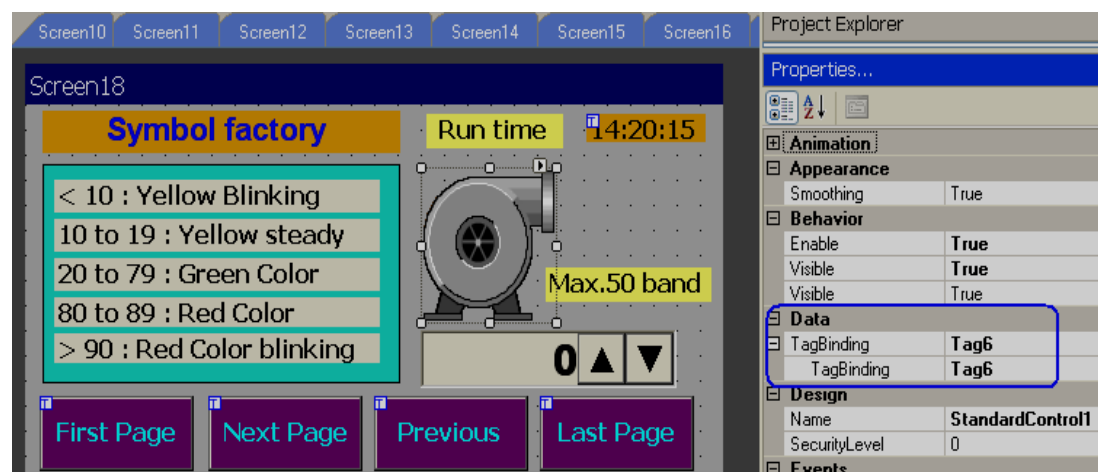 Screen10 Screen11 Screen12 Screen13 Screen14 Screen15 Screen16
Screen18
Symbol factory
Run time
14:20:15
< 10 : Yellow Blinking
10 to 19 : Yellow steady
20 to 79 : Green Color
80 to 89 : Red Color
> 90 : Red Color blinking
Max.50 band
0
First Page
Next Page
Previous
Last Page
Project Explorer
Properties...
Animation
Appearance
Smoothing True
Behavior
Enable True
Visible True
Visible True
Data
TagBinding Tag6
TagBinding Tag6
Design
Name StandardControl1
SecurityLevel 0
Events